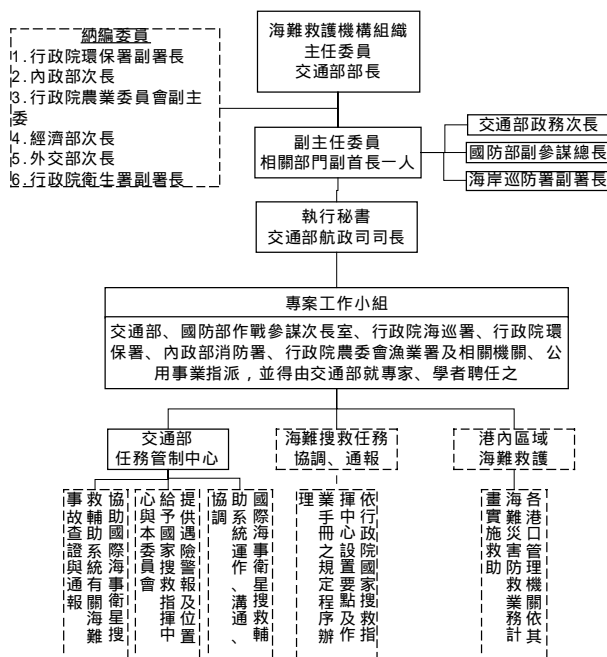 海難救護機構組織
主任委員
交通部部長
納編委員
1.行政院環保署副署長
2.內政部次長
3.行政院農業委員會副主
委
4.經濟部次長
5.外交部次長
6.行政院衛生署副署長
副主任委員
相關部門副首長一人
交通部政務次長
國防部副參謀總長
海岸巡防署副署長
執行秘書
交通部航政司司長
專案工作小組
交通部、國防部作戰參謀次長室、行政院海巡署、行政院環
保署、內政部消防署、行政院農委會漁業署及相關機關、公
用事業指派，並得由交通部就專家、學者聘任之
交通部
任務管制中心
海難搜救任務
協調、通報
港內區域
海難救護
協助國際海事衛星搜
救輔助系統有關海難
事故查證與通報
提供遇險警報及位置
給予國家搜救指揮中
心與本委員會
國際海事衛星搜救輔
助系統運作、溝通、
協調
依行政院國家搜救指
揮中心設置要點及作
業手冊之規定程序辦
理
各港口管理機關依其
海難災害防救業務計
畫實施救助